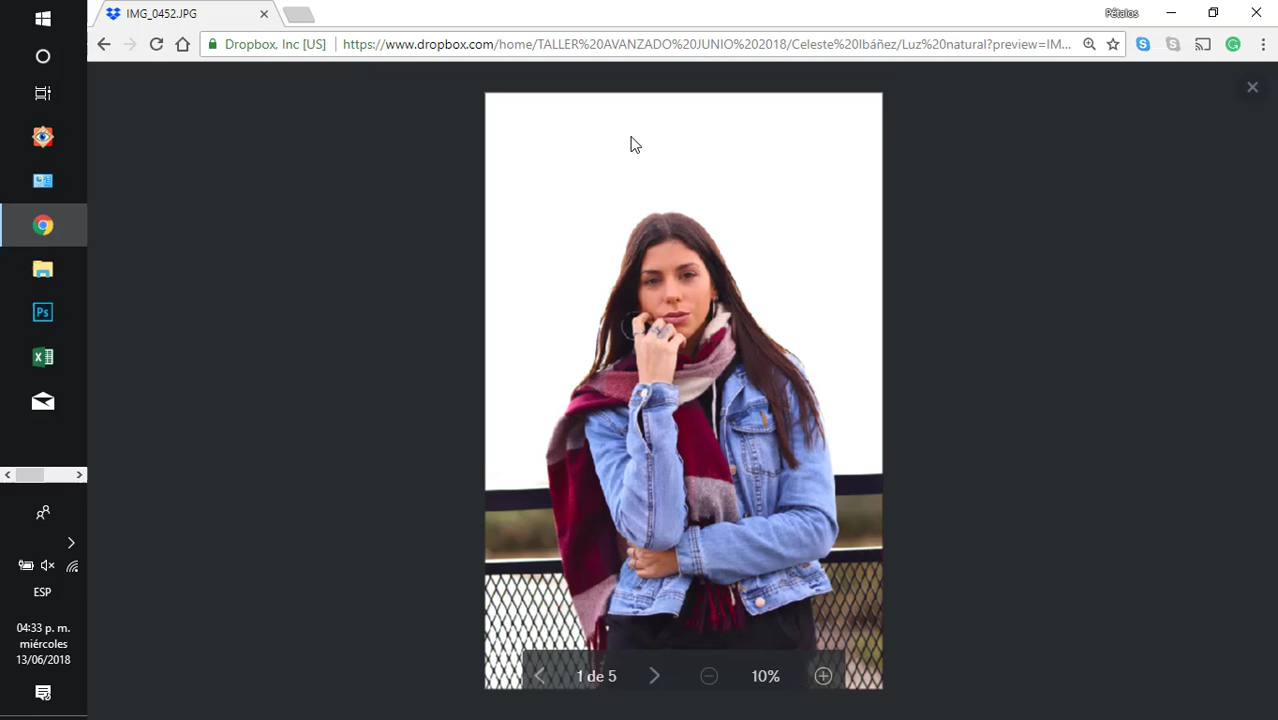 IMG_0452.JPG
Pétalos
Dropbox, Inc [US]
https://www.dropbox.com/home/TALLER%20AVANZADO%20JUNIO%202018/Celeste%20Ibáñez/Luz%20natural?preview=IM...
Ps
ESP
04:33 p. m.
miércoles
13/06/2018
1 de 5
10%